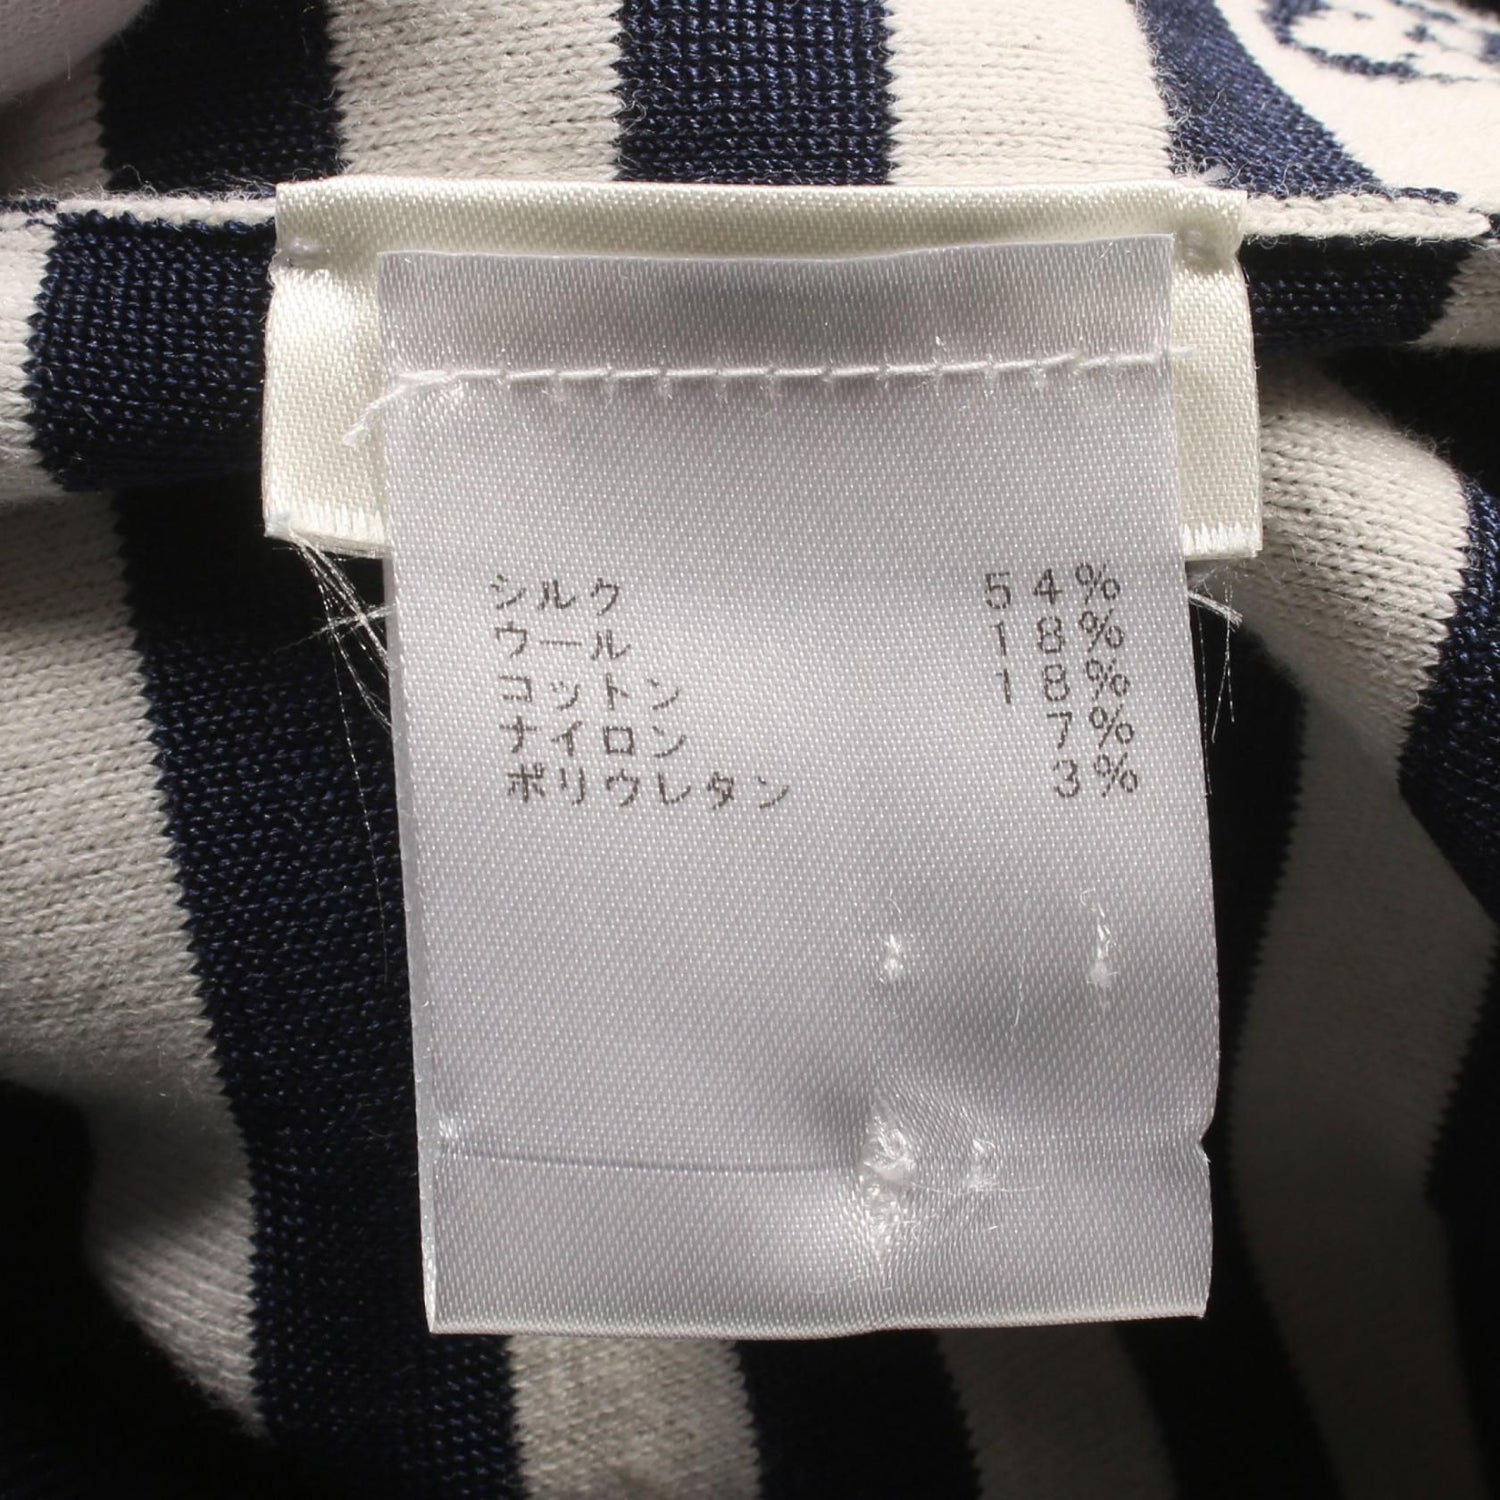 シルク 54%
ウール 18%
コットン 18%
ナイロン 7%
ポリウレタン 3%